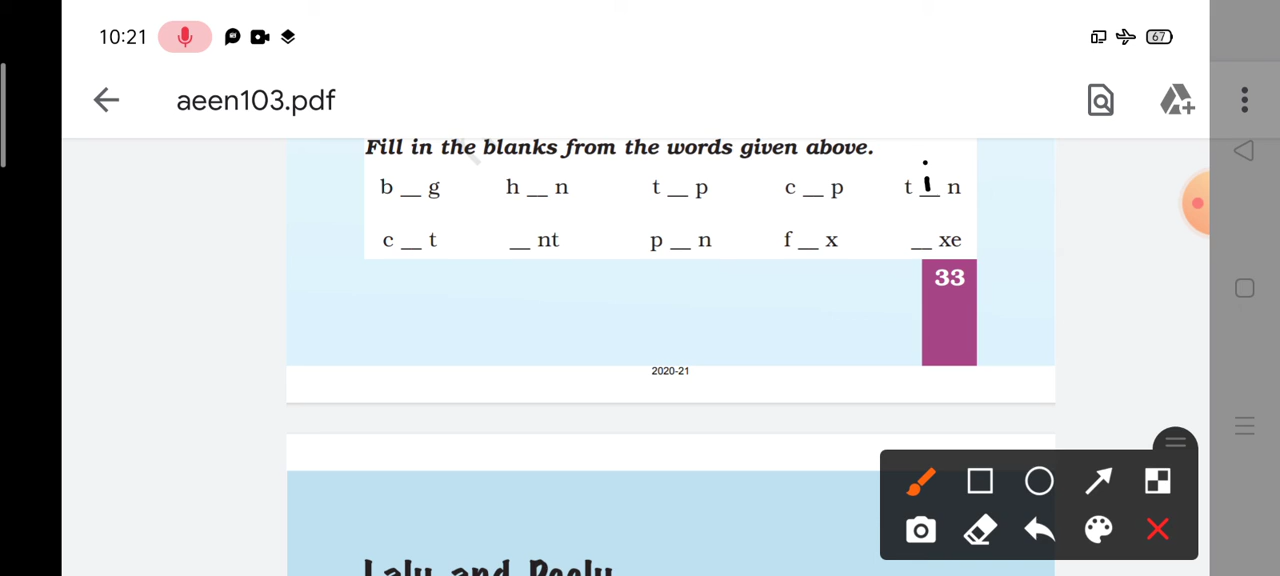 10:21
67
aeen103.pdf
Fill in the blanks from the words given above.
b __ g h __ n t __ p c __ p t i n
c __ t __ nt p __ n f __ x __ xe
33
2020-21